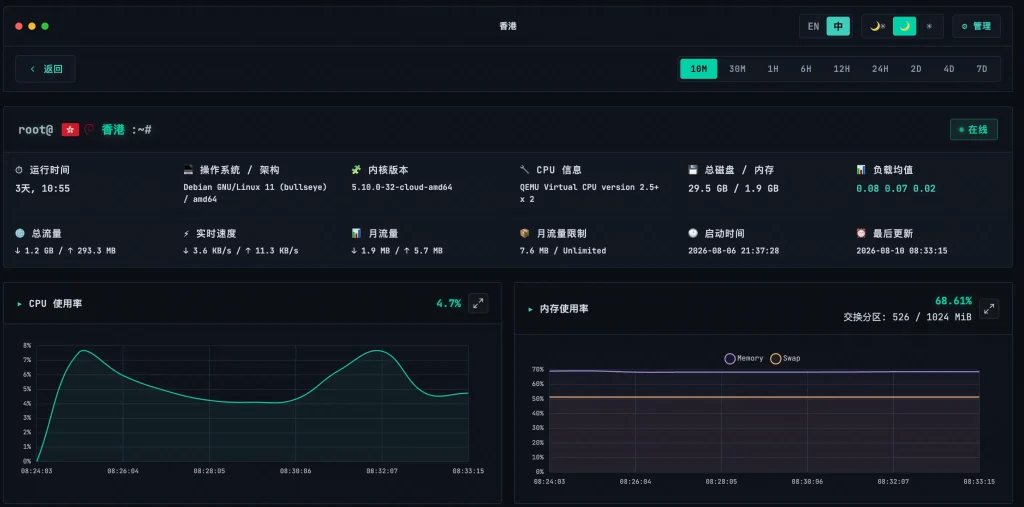 香港
EN 中
管理
返回
10M 30M 1H 6H 12H 24H 2D 4D 7D
root@ 香港 :~#
在线
运行时间
3天, 10:55
操作系统 / 架构
Debian GNU/Linux 11 (bullseye)
/ amd64
内核版本
5.10.0-32-cloud-amd64
CPU 信息
QEMU Virtual CPU version 2.5+
x 2
总磁盘 / 内存
29.5 GB / 1.9 GB
负载均值
0.08 0.07 0.02
总流量
↓ 1.2 GB / ↑ 293.3 MB
实时速度
↓ 3.6 KB/s / ↑ 11.3 KB/s
月流量
↓ 1.9 MB / ↑ 5.7 MB
月流量限制
7.6 MB / Unlimited
启动时间
2026-08-06 21:37:28
最后更新
2026-08-10 08:33:15
CPU 使用率
4.7%
8%
7%
6%
5%
4%
3%
2%
1%
0%
08:24:03 08:26:04 08:28:05 08:30:06 08:32:07 08:33:15
内存使用率
68.61%
交换分区: 526 / 1024 MiB
Memory Swap
70%
60%
50%
40%
30%
20%
10%
0%
08:24:03 08:26:04 08:28:05 08:30:06 08:32:07 08:33:15